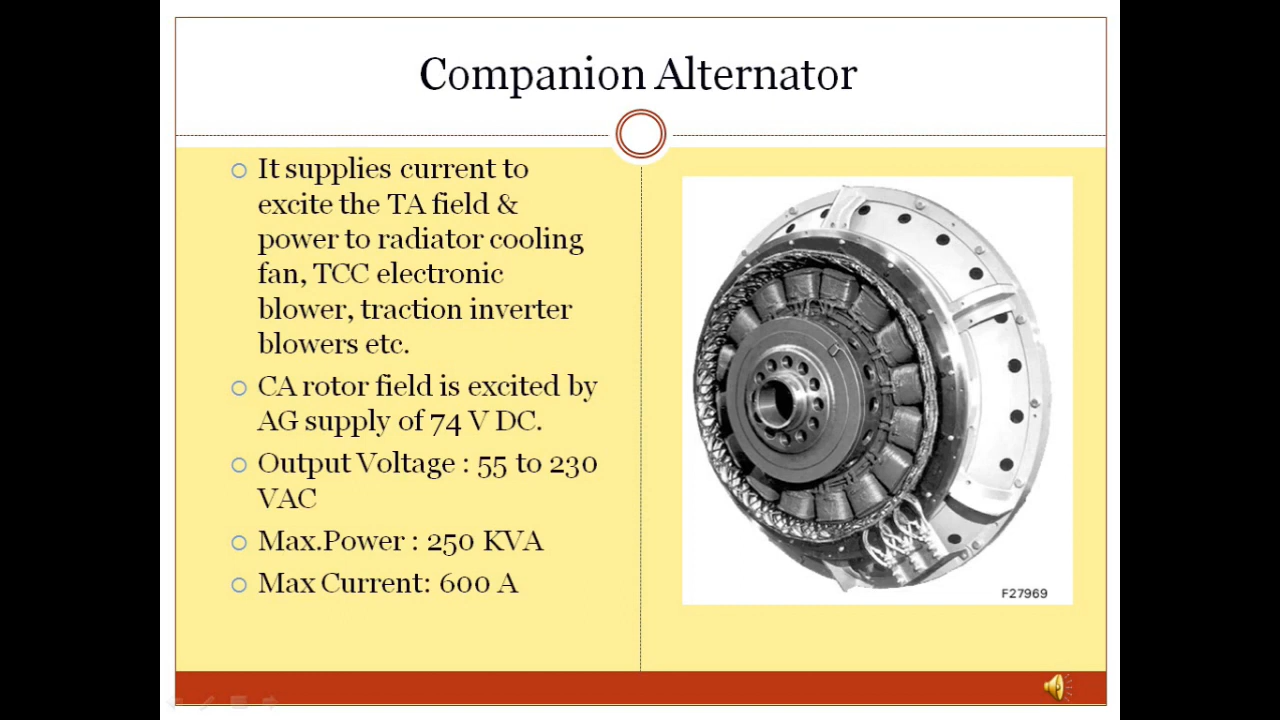 Companion Alternator
It supplies current to
excite the TA field &
power to radiator cooling
fan, TCC electronic
blower, traction inverter
blowers etc.
CA rotor field is excited by
AG supply of 74 V DC.
Output Voltage : 55 to 230
VAC
Max.Power : 250 KVA
Max Current: 600 A
F27969